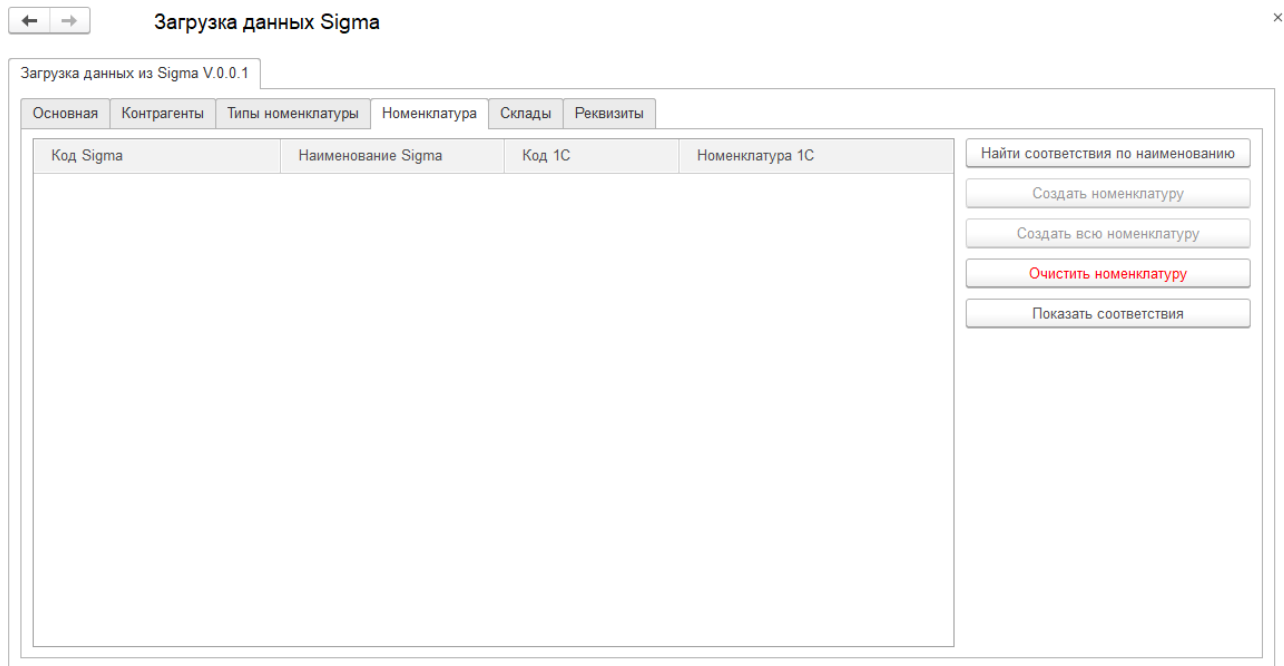 Загрузка данных Sigma
Загрузка данных из Sigma V.0.0.1
Основная Контрагенты Типы номенклатуры Номенклатура Склады Реквизиты
Код Sigma Наименование Sigma Код 1С Номенклатура 1С
Найти соответствия по наименованию
Создать номенклатуру
Создать всю номенклатуру
Очистить номенклатуру
Показать соответствия